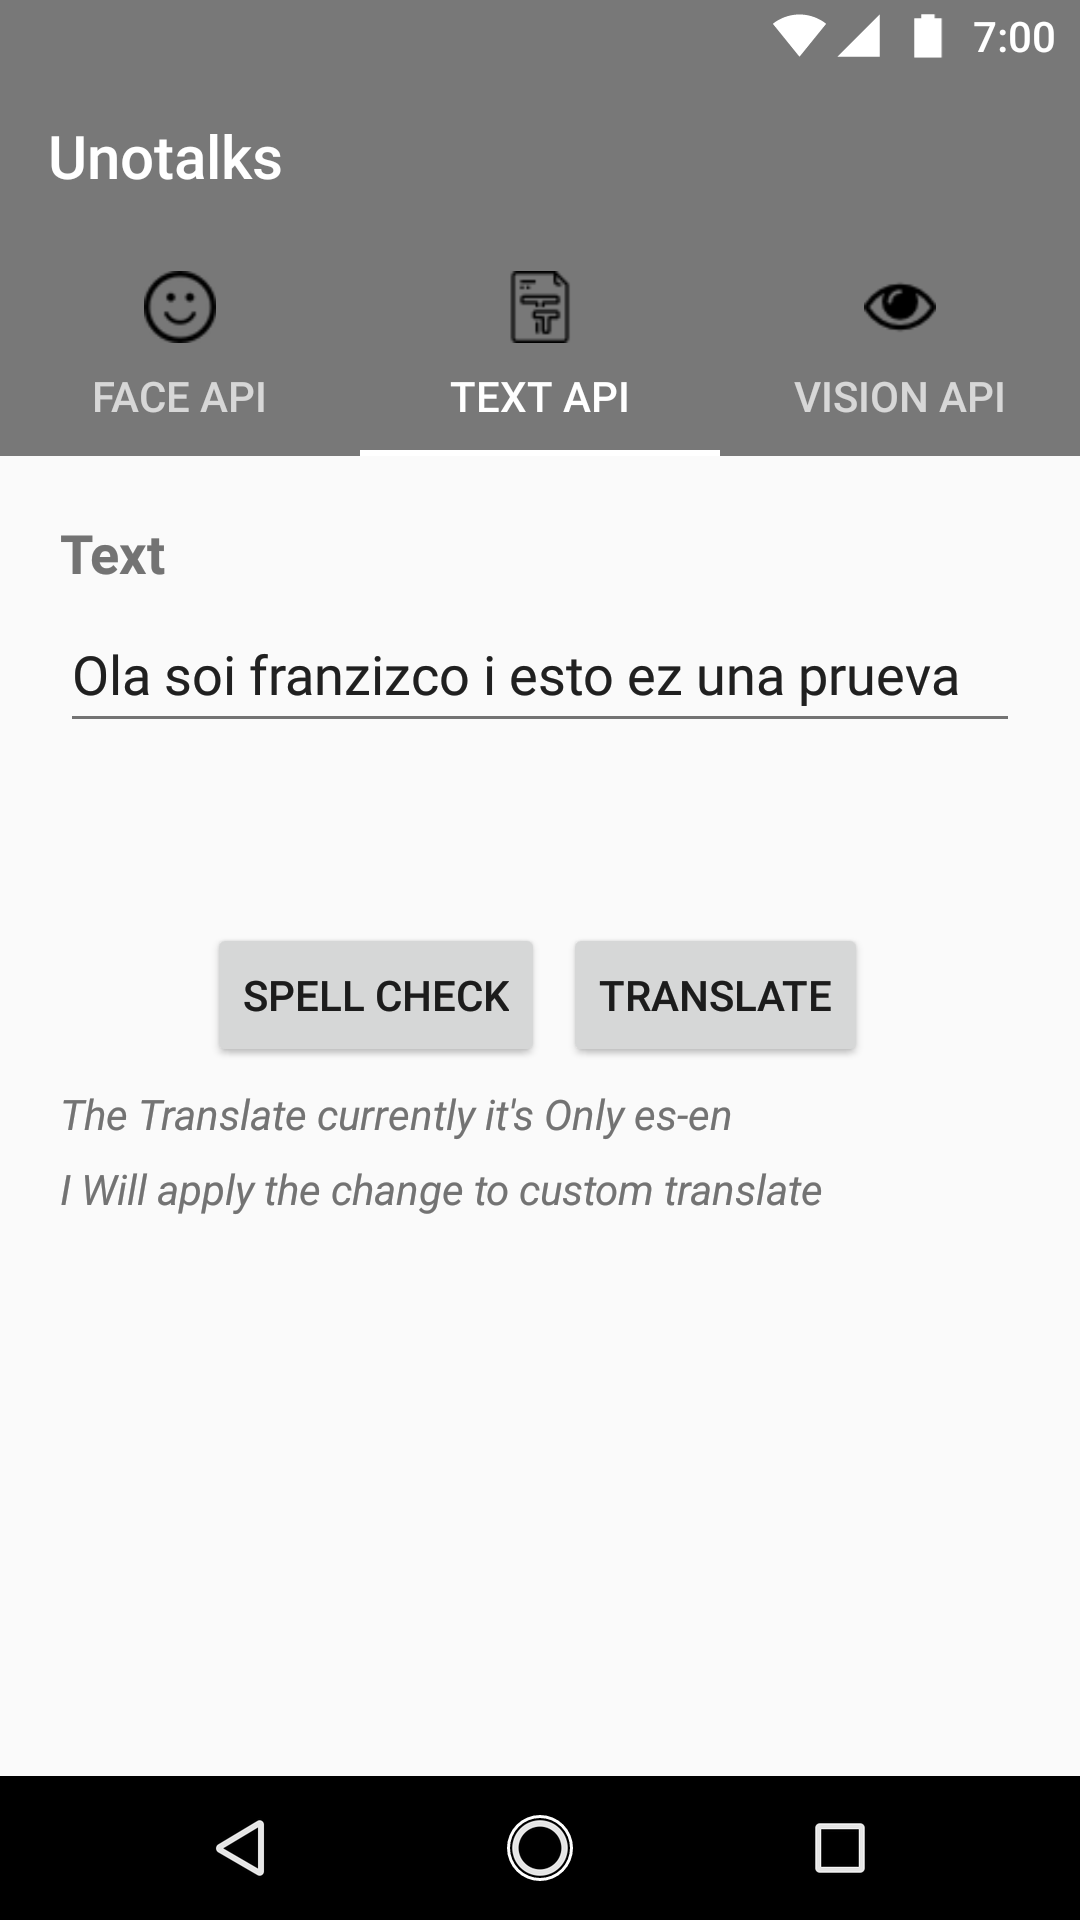 7:00
Unotalks
FACE API
TEXT API
VISION API
Text
Ola soi franzizco i esto ez una prueva
SPELL CHECK
TRANSLATE
The Translate currently it's Only es-en
I Will apply the change to custom translate